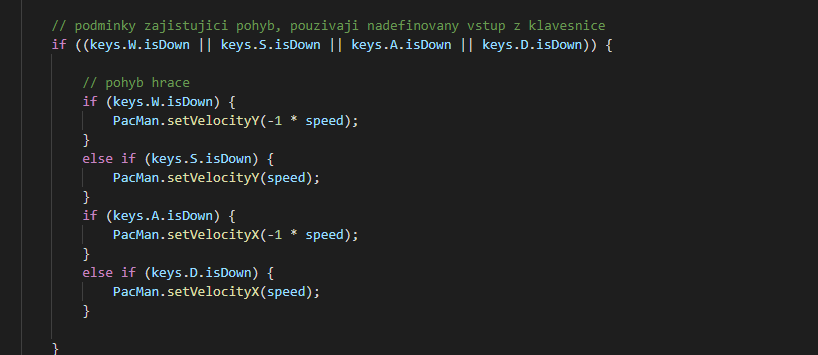 // podminky zajistujici pohyb, pouzivaji nadefinovany vstup z klavesnice
if ((keys.W.isDown || keys.S.isDown || keys.A.isDown || keys.D.isDown)) {
// pohyb hrace
if (keys.W.isDown) {
PacMan.setVelocityY(-1 * speed);
}
else if (keys.S.isDown) {
PacMan.setVelocityY(speed);
}
if (keys.A.isDown) {
PacMan.setVelocityX(-1 * speed);
}
else if (keys.D.isDown) {
PacMan.setVelocityX(speed);
}
}